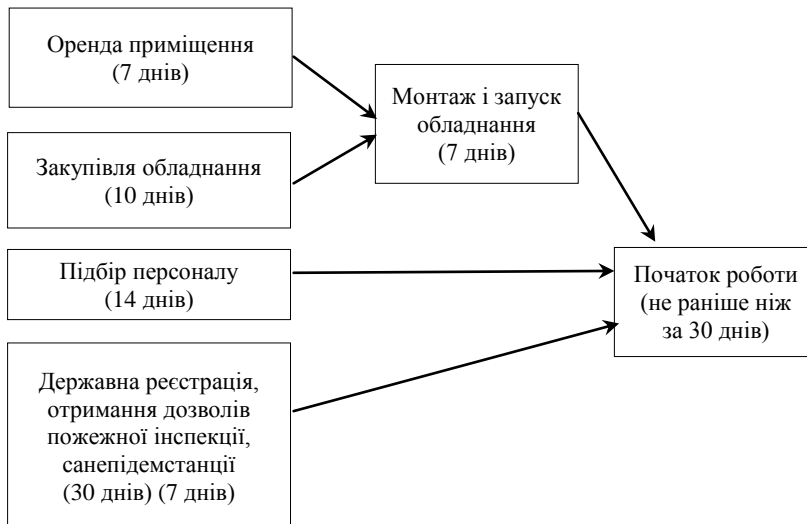 Оренда приміщення
(7 днів)
Закупівля обладнання
(10 днів)
Монтаж і запуск
обладнання
(7 днів)
Підбір персоналу
(14 днів)
Початок роботи
(не раніше ніж
за 30 днів)
Державна реєстрація,
отримання дозволів
пожежної інспекції,
санепідемстанції
(30 днів) (7 днів)